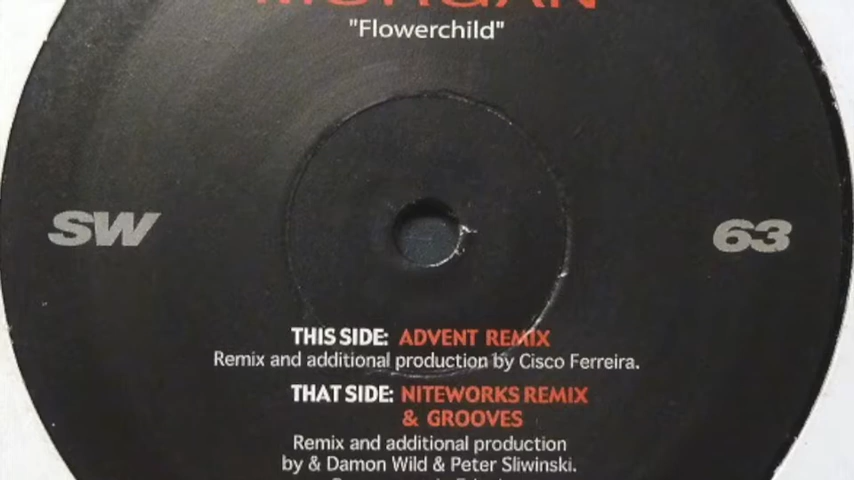 MORGAN
"Flowerchild"
SW
63
THIS SIDE: ADVENT REMIX
Remix and additional production by Cisco Ferreira.
THAT SIDE: NITEWORKS REMIX
& GROOVES
Remix and additional production
by & Damon Wild & Peter Sliwinski.